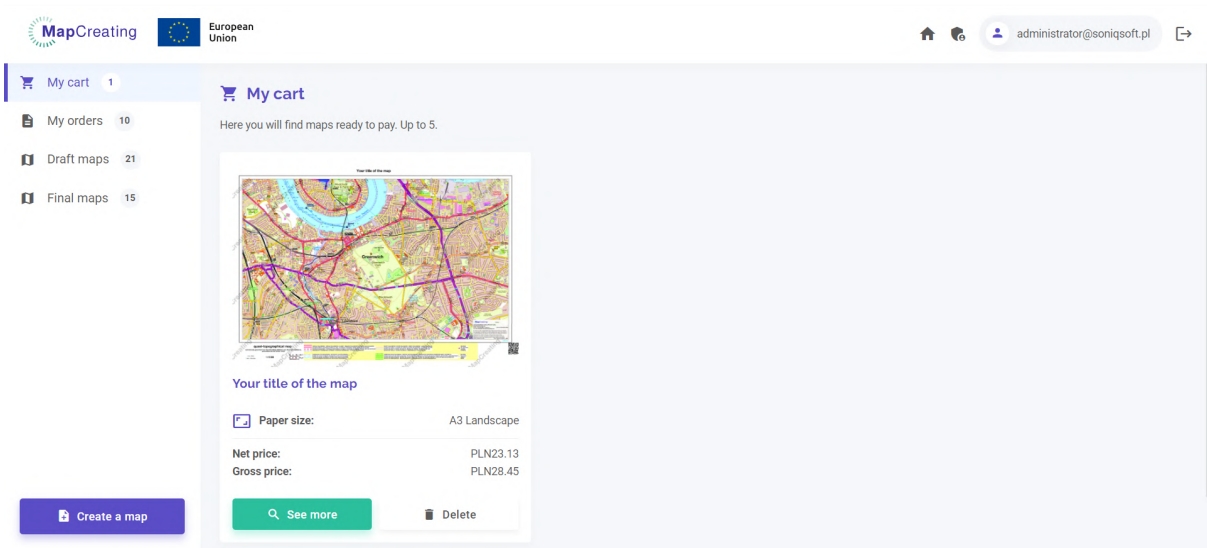 MapCreating
European
Union
administrator@soniqsoft.pl
My cart 1
My orders 10
Draft maps 21
Final maps 15
Create a map
My cart
Here you will find maps ready to pay. Up to 5.
Your title of the map
Greenwich
Your title of the map
Paper size: A3 Landscape
Net price: PLN23.13
Gross price: PLN28.45
See more
Delete